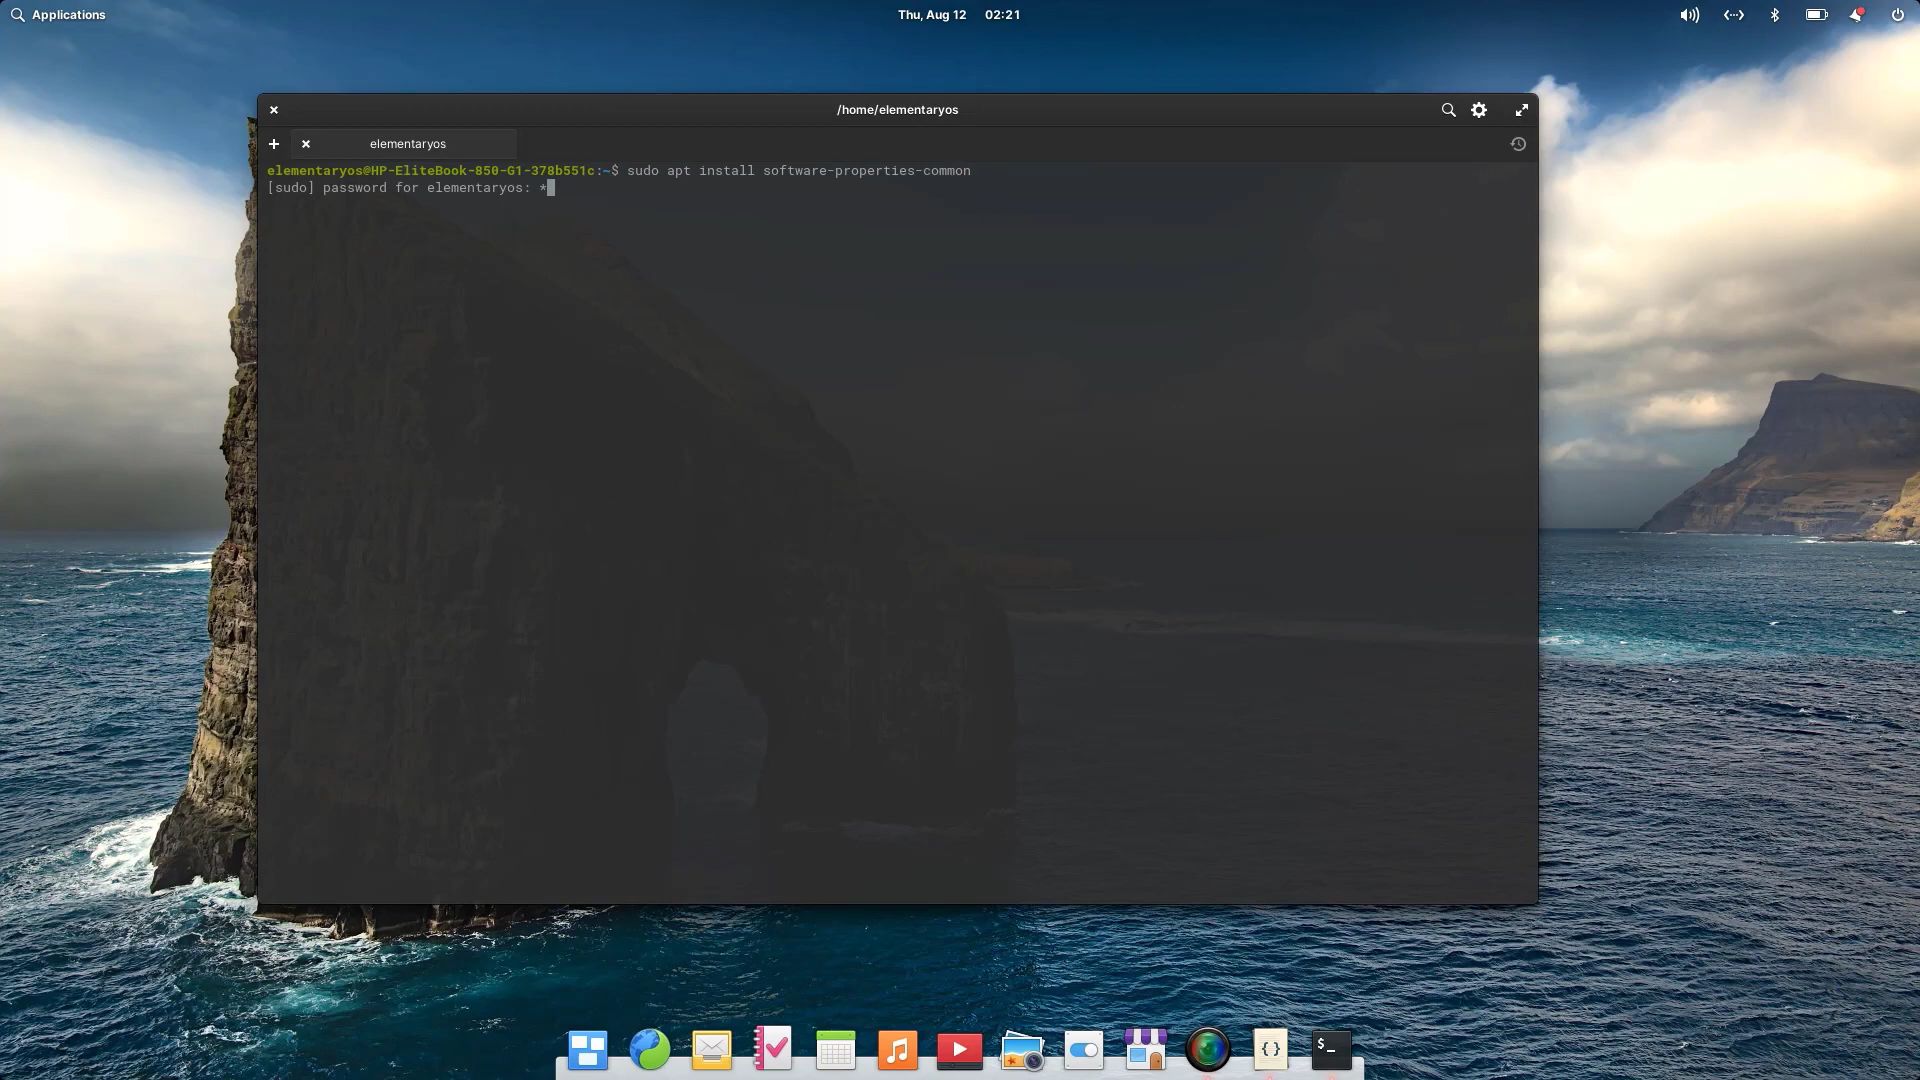 Applications
Thu, Aug 12 02:21
/home/elementaryos
elementaryos
elementaryos@HP-EliteBook-850-G1-378b551c:~$ sudo apt install software-properties-common
[sudo] password for elementaryos: *
{}
$_